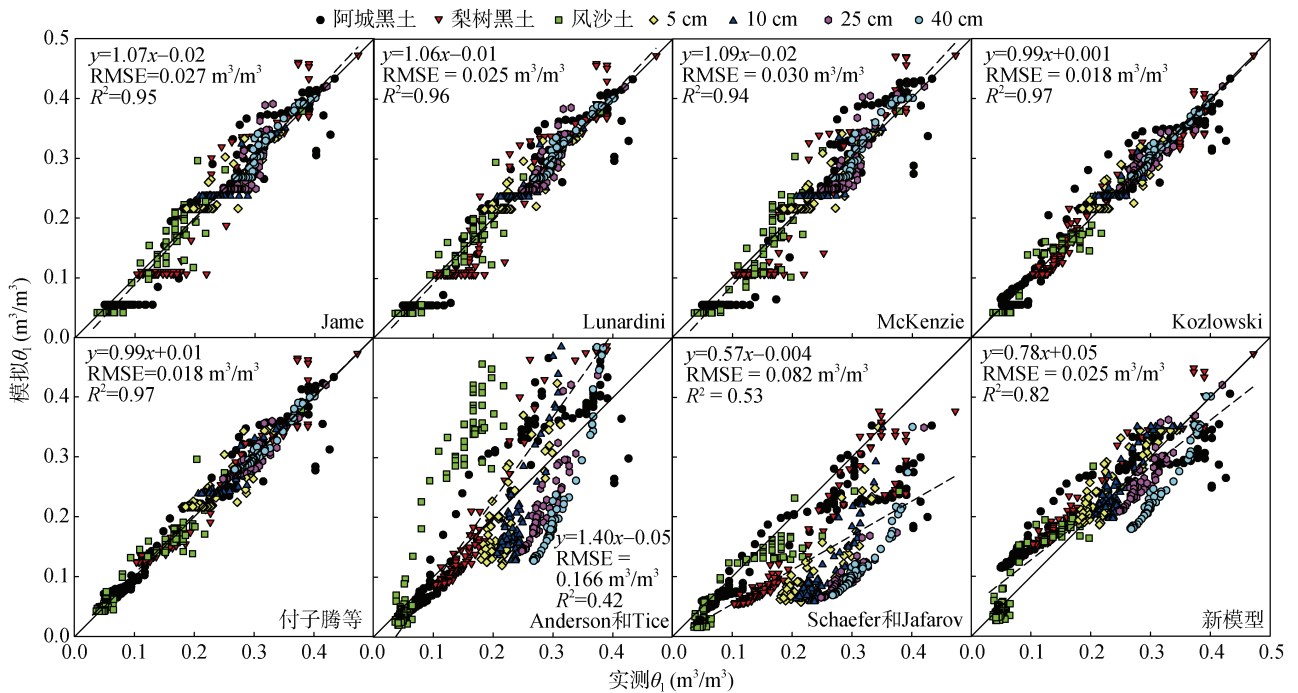 阿城黑土 梨树黑土 风沙土 5 cm 10 cm 25 cm 40 cm
0.5
0.4
0.3
0.2
0.1
0.0
y=1.07x−0.02
RMSE=0.027 m³/m³
R²=0.95
Jame
y=1.06x−0.01
RMSE = 0.025 m³/m³
R²=0.96
Lunardini
y=1.09x−0.02
RMSE = 0.030 m³/m³
R²=0.94
McKenzie
y=0.99x+0.001
RMSE = 0.018 m³/m³
R²=0.97
Kozlowski
模拟θl (m³/m³)
0.4
0.3
0.2
0.1
0.0
y=0.99x+0.01
RMSE=0.018 m³/m³
R²=0.97
付子腾等
y=1.40x−0.05
RMSE =
0.166 m³/m³
R²=0.42
Anderson和Tice
y=0.57x−0.004
RMSE = 0.082 m³/m³
R² = 0.53
Schaefer和Jafarov
y=0.78x+0.05
RMSE = 0.025 m³/m³
R²=0.82
新模型
0.0 0.1 0.2 0.3 0.4 0.0 0.1 0.2 0.3 0.4 0.0 0.1 0.2 0.3 0.4 0.0 0.1 0.2 0.3 0.4 0.5
实测θl (m³/m³)